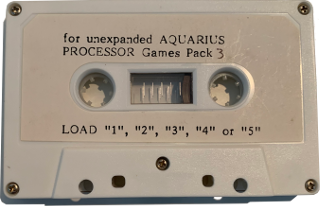 for unexpanded AQUARIUS
PROCESSOR Games Pack 3
LOAD "1", "2", "3", "4" or "5"